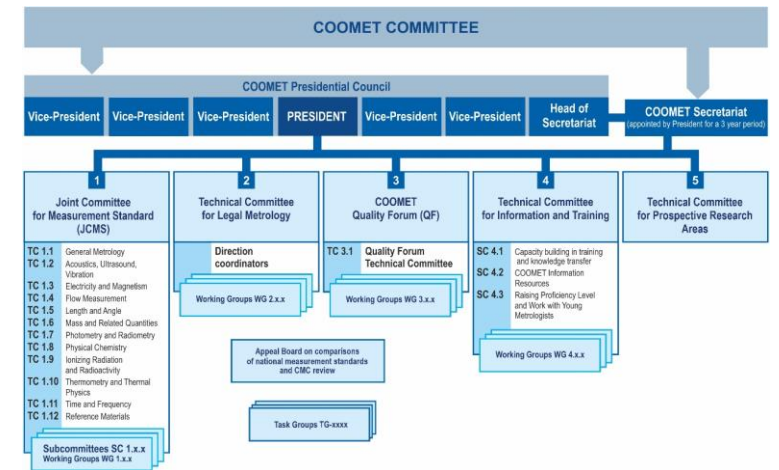 COOMET COMMITTEE
COOMET Presidential Council
Vice-President
Vice-President
Vice-President
PRESIDENT
Vice-President
Vice-President
Head of
Secretariat
COOMET Secretariat
(appointed by President for a 3 year period)
1
Joint Committee
for Measurement Standard
(JCMS)
TC 1.1 General Metrology
TC 1.2 Acoustics, Ultrasound,
Vibration
TC 1.3 Electricity and Magnetism
TC 1.4 Flow Measurement
TC 1.5 Length and Angle
TC 1.6 Mass and Related Quantities
TC 1.7 Photometry and Radiometry
TC 1.8 Physical Chemistry
TC 1.9 Ionizing Radiation
and Radioactivity
TC 1.10 Thermometry and Thermal
Physics
TC 1.11 Time and Frequency
TC 1.12 Reference Materials
Subcommittees SC 1.x.x
Working Groups WG 1.x.x
2
Technical Committee
for Legal Metrology
Direction
coordinators
Working Groups WG 2.x.x
3
COOMET
Quality Forum (QF)
TC 3.1 Quality Forum
Technical Committee
Working Groups WG 3.x.x
4
Technical Committee
for Information and Training
SC 4.1 Capacity building in training
and knowledge transfer
SC 4.2 COOMET Information
Resources
SC 4.3 Raising Proficiency Level
and Work with Young
Metrologists
Working Groups WG 4.x.x
5
Technical Committee
for Prospective Research
Areas
Appeal Board on comparisons
of national measurement standards
and CMC review
Task Groups TG-xxxx